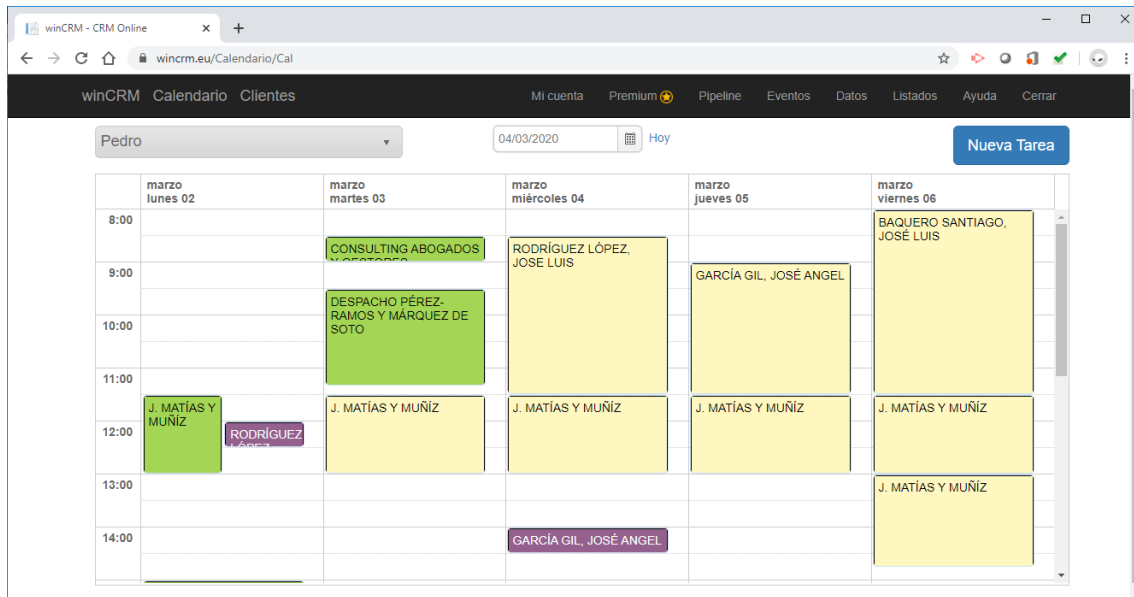 winCRM - CRM Online
wincrm.eu/Calendario/Cal
winCRM Calendario Clientes Mi cuenta Premium Pipeline Eventos Datos Listados Ayuda Cerrar
Pedro 04/03/2020 Hoy Nueva Tarea
marzo marzo marzo marzo marzo
lunes 02 martes 03 miércoles 04 jueves 05 viernes 06
8:00
BAQUERO SANTIAGO,
JOSÉ LUIS
CONSULTING ABOGADOS
Y GESTORES
RODRÍGUEZ LÓPEZ,
JOSE LUIS
9:00
GARCÍA GIL, JOSÉ ANGEL
DESPACHO PÉREZ-
RAMOS Y MÁRQUEZ DE
SOTO
10:00
11:00
J. MATÍAS Y
MUÑÍZ
J. MATÍAS Y MUÑÍZ
J. MATÍAS Y MUÑÍZ
J. MATÍAS Y MUÑÍZ
J. MATÍAS Y MUÑÍZ
12:00
RODRÍGUEZ
LÓPEZ
13:00
J. MATÍAS Y MUÑÍZ
14:00
GARCÍA GIL, JOSÉ ANGEL